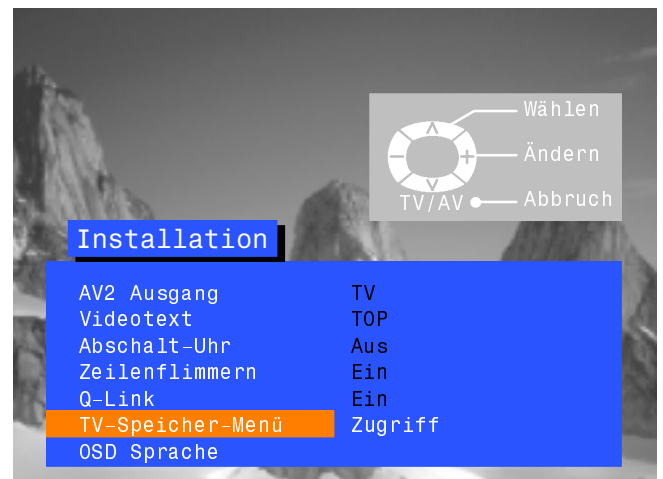 Wählen
Ändern
TV/AV Abbruch
Installation
AV2 Ausgang TV
Videotext TOP
Abschalt-Uhr Aus
Zeilenflimmern Ein
Q-Link Ein
TV-Speicher-Menü Zugriff
OSD Sprache